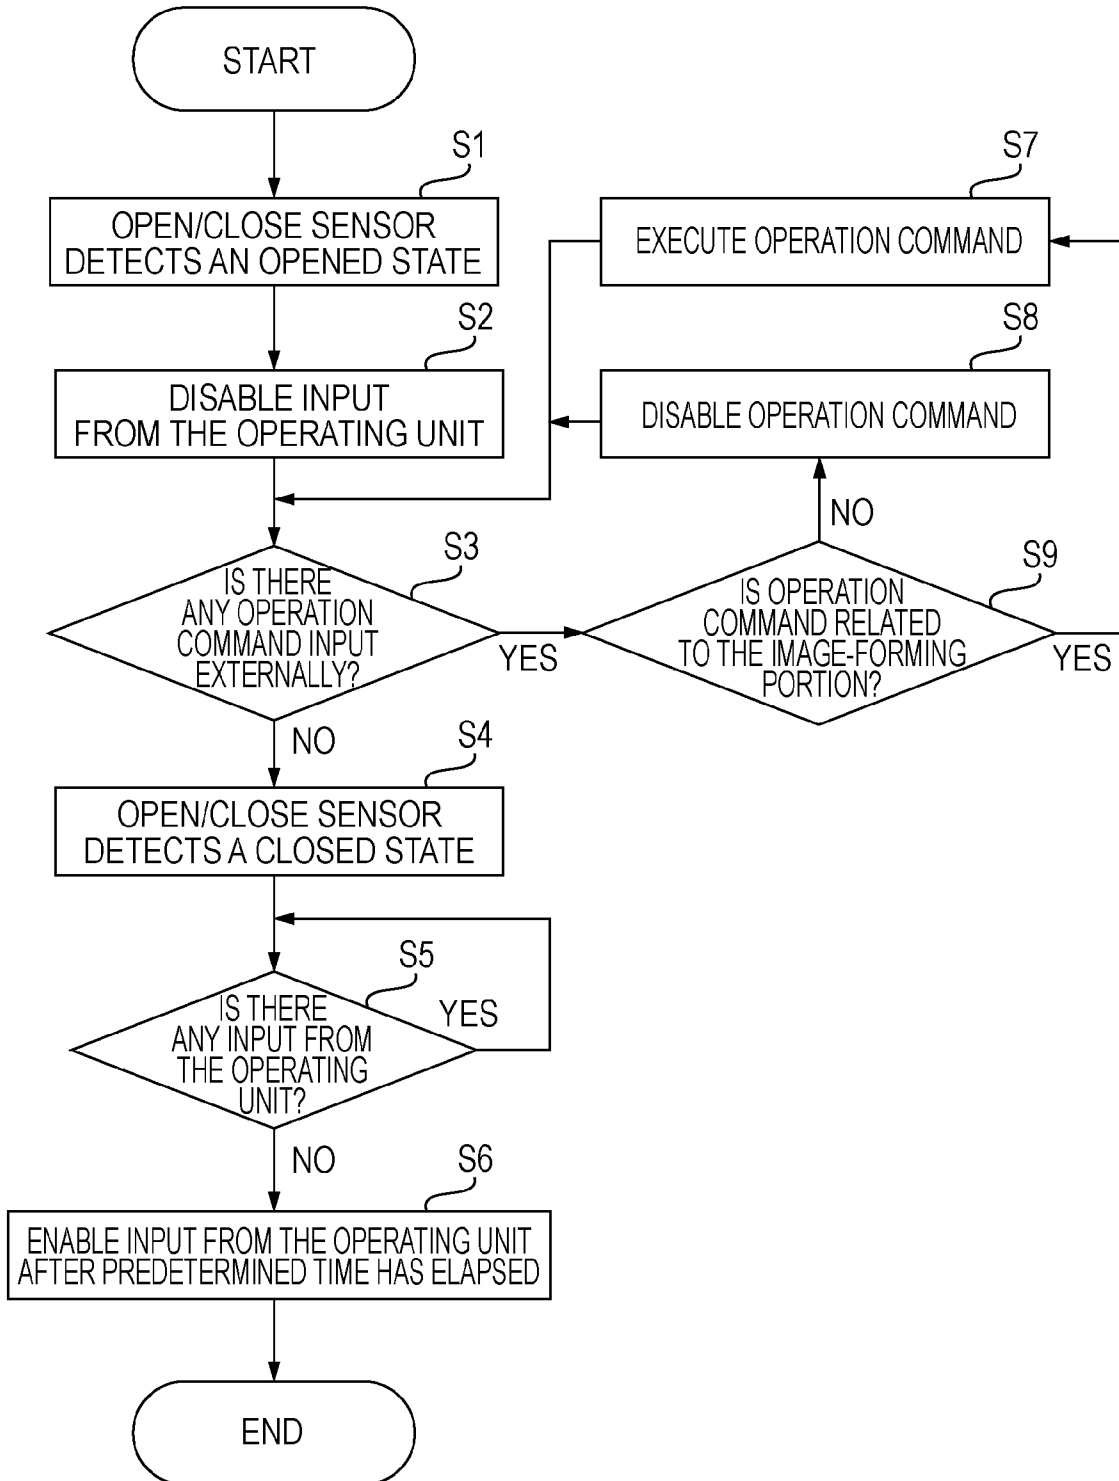 START
S1
OPEN/CLOSE SENSOR
DETECTS AN OPENED STATE
S2
DISABLE INPUT
FROM THE OPERATING UNIT
S3
IS THERE
ANY OPERATION
COMMAND INPUT
EXTERNALLY?
YES
NO
S4
OPEN/CLOSE SENSOR
DETECTS A CLOSED STATE
S5
IS THERE
ANY INPUT FROM
THE OPERATING
UNIT?
YES
NO
S6
ENABLE INPUT FROM THE OPERATING UNIT
AFTER PREDETERMINED TIME HAS ELAPSED
END
S7
EXECUTE OPERATION COMMAND
S8
DISABLE OPERATION COMMAND
NO
S9
IS OPERATION
COMMAND RELATED
TO THE IMAGE-FORMING
PORTION?
YES